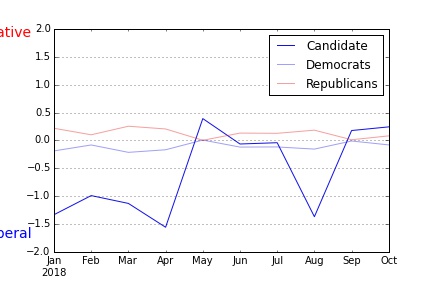 ative
2.0
1.5
1.0
0.5
0.0
−0.5
−1.0
−1.5
−2.0
beral
Candidate
Democrats
Republicans
Jan Feb Mar Apr May Jun Jul Aug Sep Oct
2018